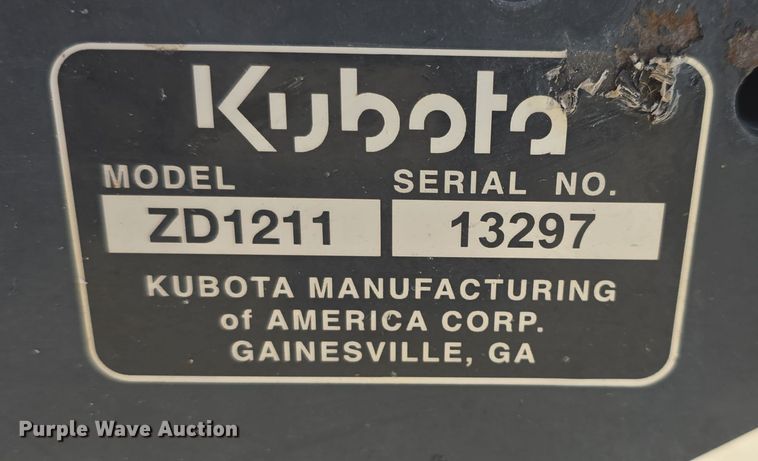 Kubota
MODEL SERIAL NO.
ZD1211 13297
KUBOTA MANUFACTURING
of AMERICA CORP.
GAINESVILLE, GA
Purple Wave Auction